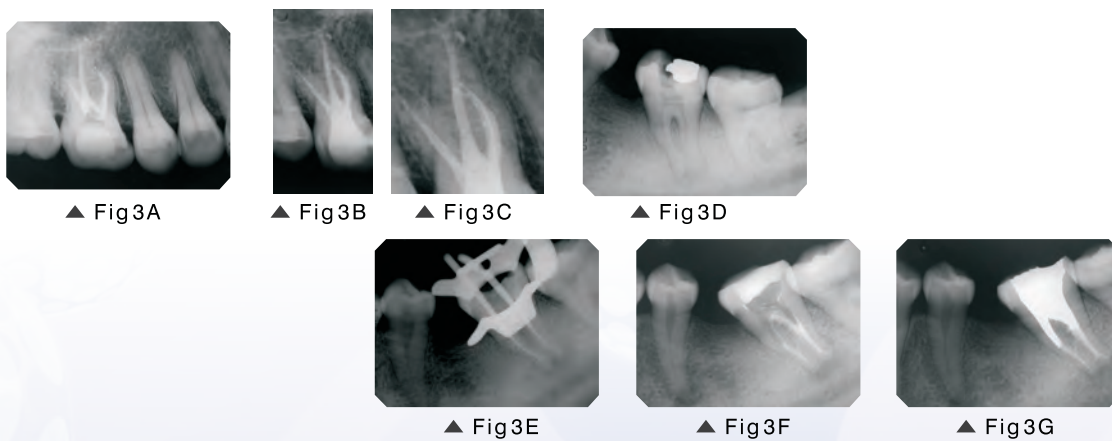 ▲ Fig3A
▲ Fig3B
▲ Fig3C
▲ Fig3D
▲ Fig3E
▲ Fig3F
▲ Fig3G